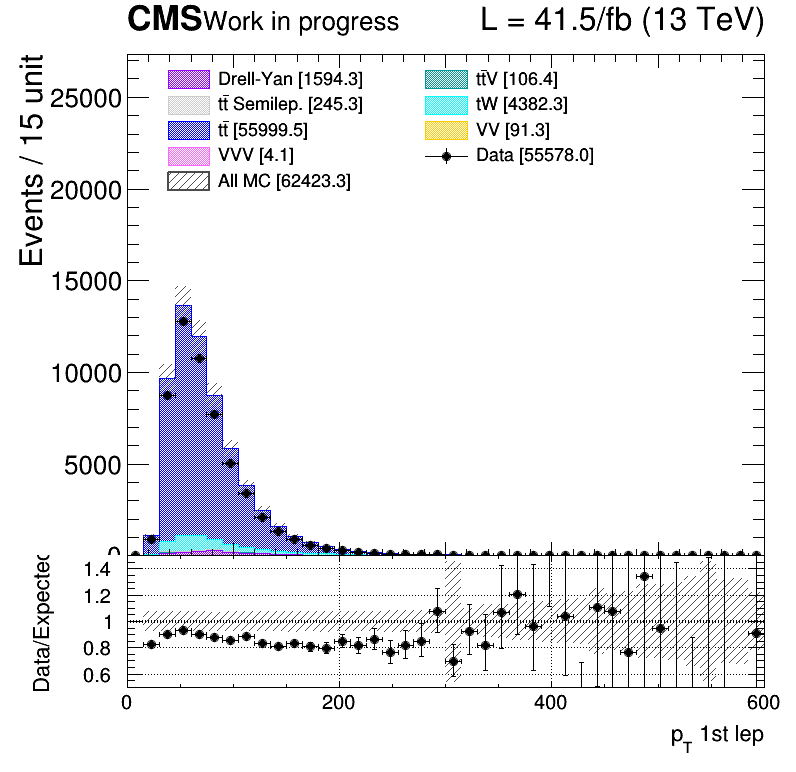 CMS Work in progress L = 41.5/fb (13 TeV)
Events / 15 unit
25000
20000
15000
10000
5000
0
Drell-Yan [1594.3]
tt̄ Semilep. [245.3]
tt̄ [55999.5]
VVV [4.1]
All MC [62423.3]
tt̄V [106.4]
tW [4382.3]
VV [91.3]
Data [55578.0]
Data/Expected
1.4
1.2
1
0.8
0.6
0 200 400 600
p_T 1st lep